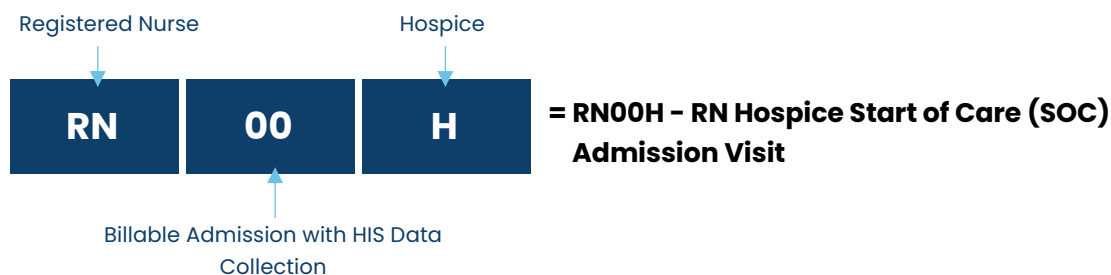 Registered Nurse
Hospice
RN
00
H
= RN00H - RN Hospice Start of Care (SOC)
Admission Visit
Billable Admission with HIS Data
Collection